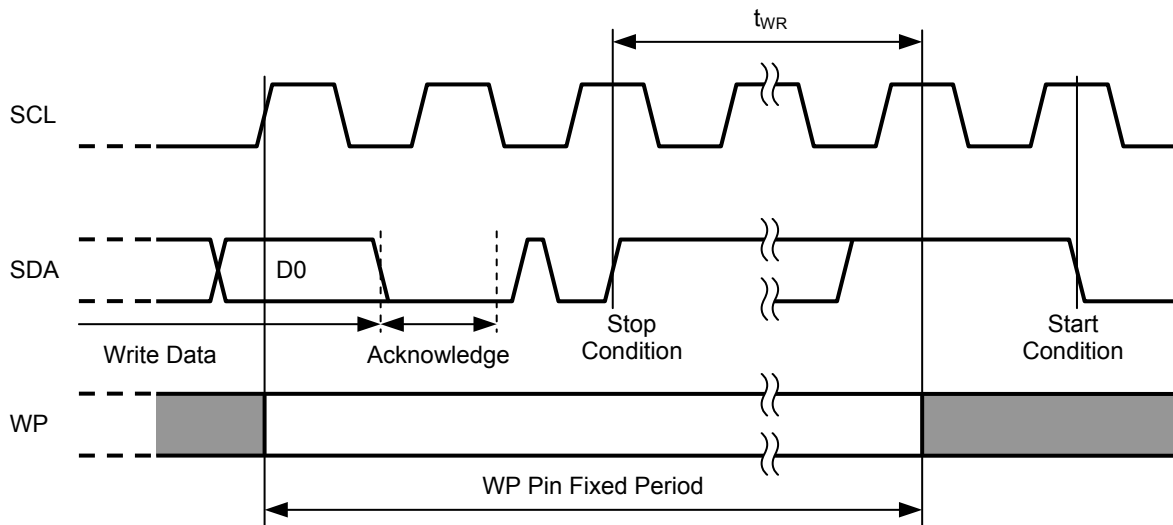 tWR
SCL
SDA
D0
Stop
Condition
Start
Condition
Write Data
Acknowledge
WP
WP Pin Fixed Period